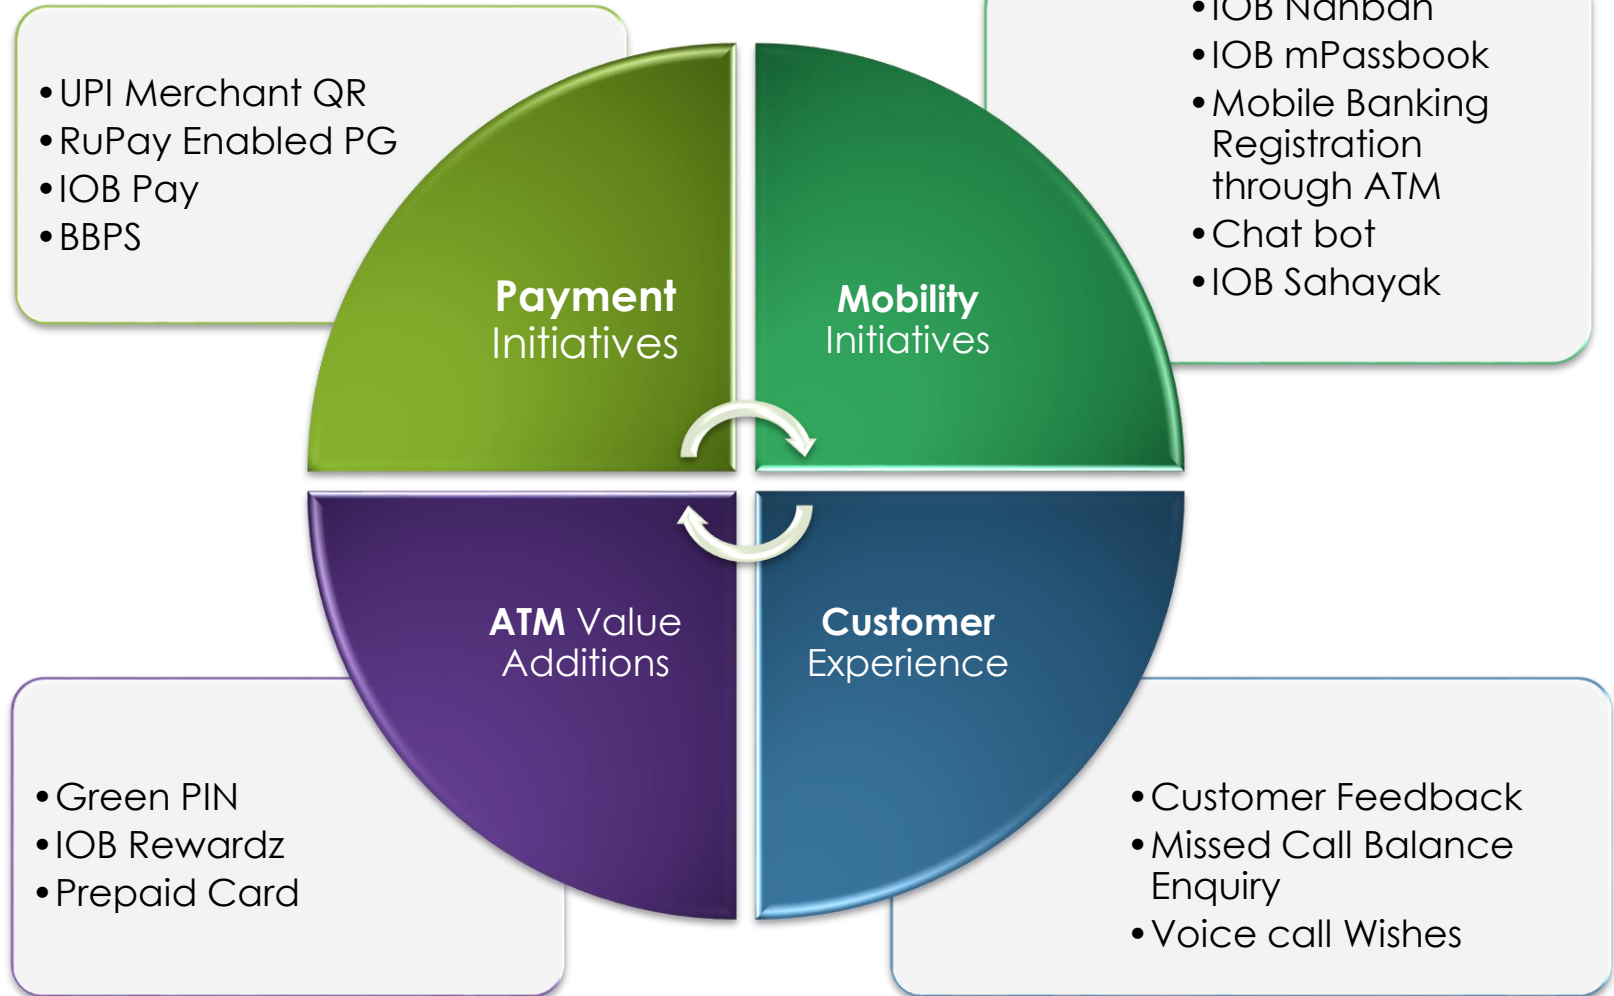 •UPI Merchant QR
•RuPay Enabled PG
•IOB Pay
•BBPS
Payment
Initiatives
•IOB Nanban
•IOB mPassbook
•Mobile Banking
Registration
through ATM
•Chat bot
•IOB Sahayak
Mobility
Initiatives
ATM Value
Additions
•Green PIN
•IOB Rewardz
•Prepaid Card
Customer
Experience
•Customer Feedback
•Missed Call Balance
Enquiry
•Voice call Wishes